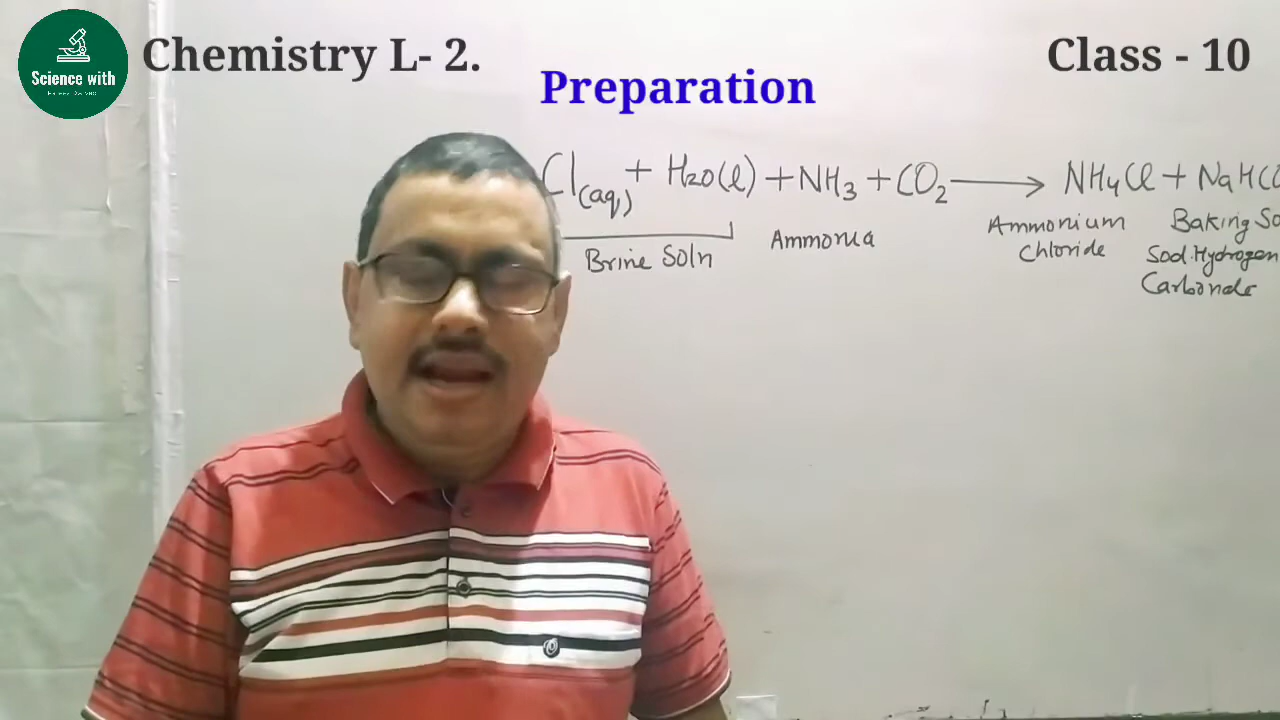 Science with
Chemistry L- 2.
Class - 10
Preparation
Cl(aq) + H2O(l) + NH3 + CO2 → NH4Cl + NaHCO
Brine Soln
Ammonia
Ammonium
Chloride
Baking So
Sod.Hydrogen
Carbonate